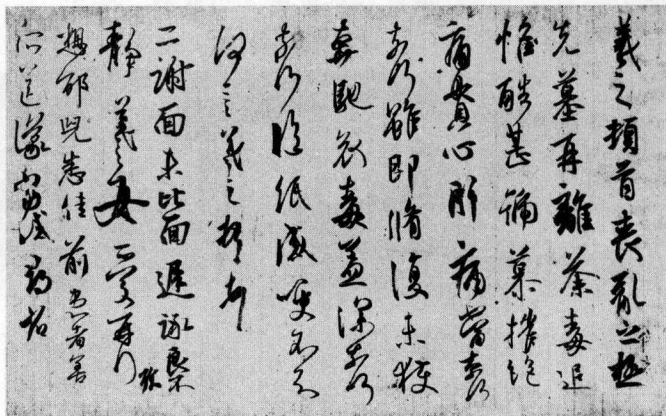 羲之頓首喪亂之極
先墓再離荼毒追
惟酷甚號慕摧絕
痛貫心肝痛當奈何
奈何雖即脩復未獲
奔馳哀毒益深奈何
奈何臨紙感哽不知
何言羲之頓首頓首
二謝面未比面遲詠良不
靜羲之女愛再拜
想邵兒悉佳前患者善